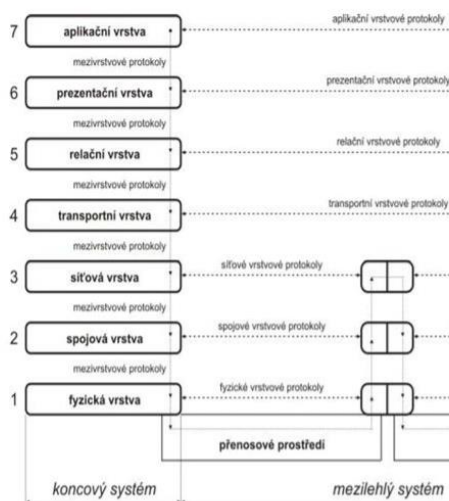 7 aplikační vrstva aplikační vrstvové protokoly
mezivrstvové protokoly
6 prezentační vrstva prezentační vrstvové protokoly
mezivrstvové protokoly
5 relační vrstva relační vrstvové protokoly
mezivrstvové protokoly
4 transportní vrstva transportní vrstvové protokoly
mezivrstvové protokoly
3 síťová vrstva síťové vrstvové protokoly
mezivrstvové protokoly
2 spojová vrstva spojové vrstvové protokoly
mezivrstvové protokoly
1 fyzická vrstva fyzické vrstvové protokoly
přenosové prostředí
koncový systém mezilehlý systém